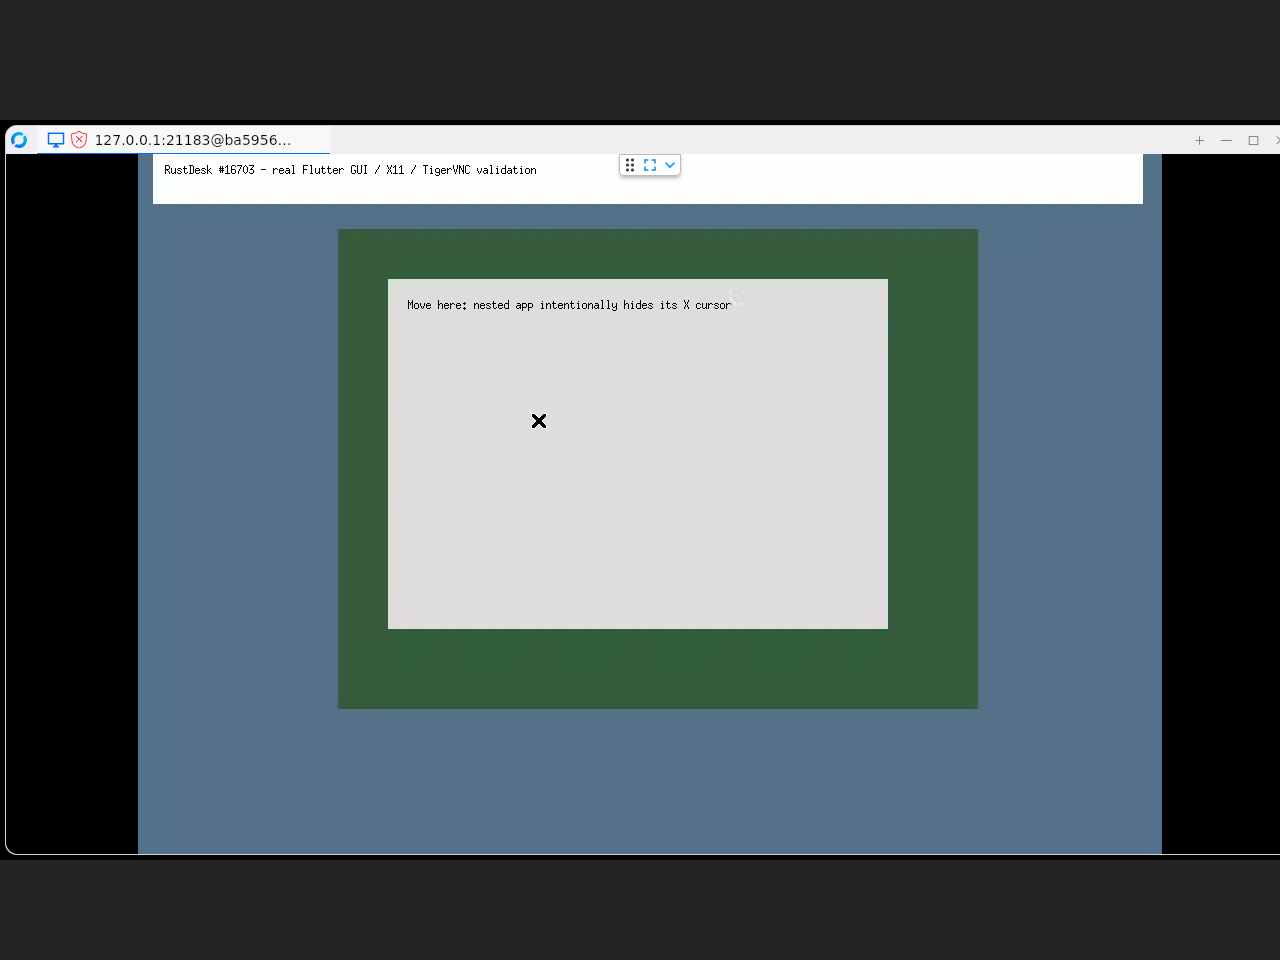 127.0.0.1:21183@ba5956...
RustDesk #16703 - real Flutter GUI / X11 / TigerVNC validation
Move here: nested app intentionally hides its X cursor